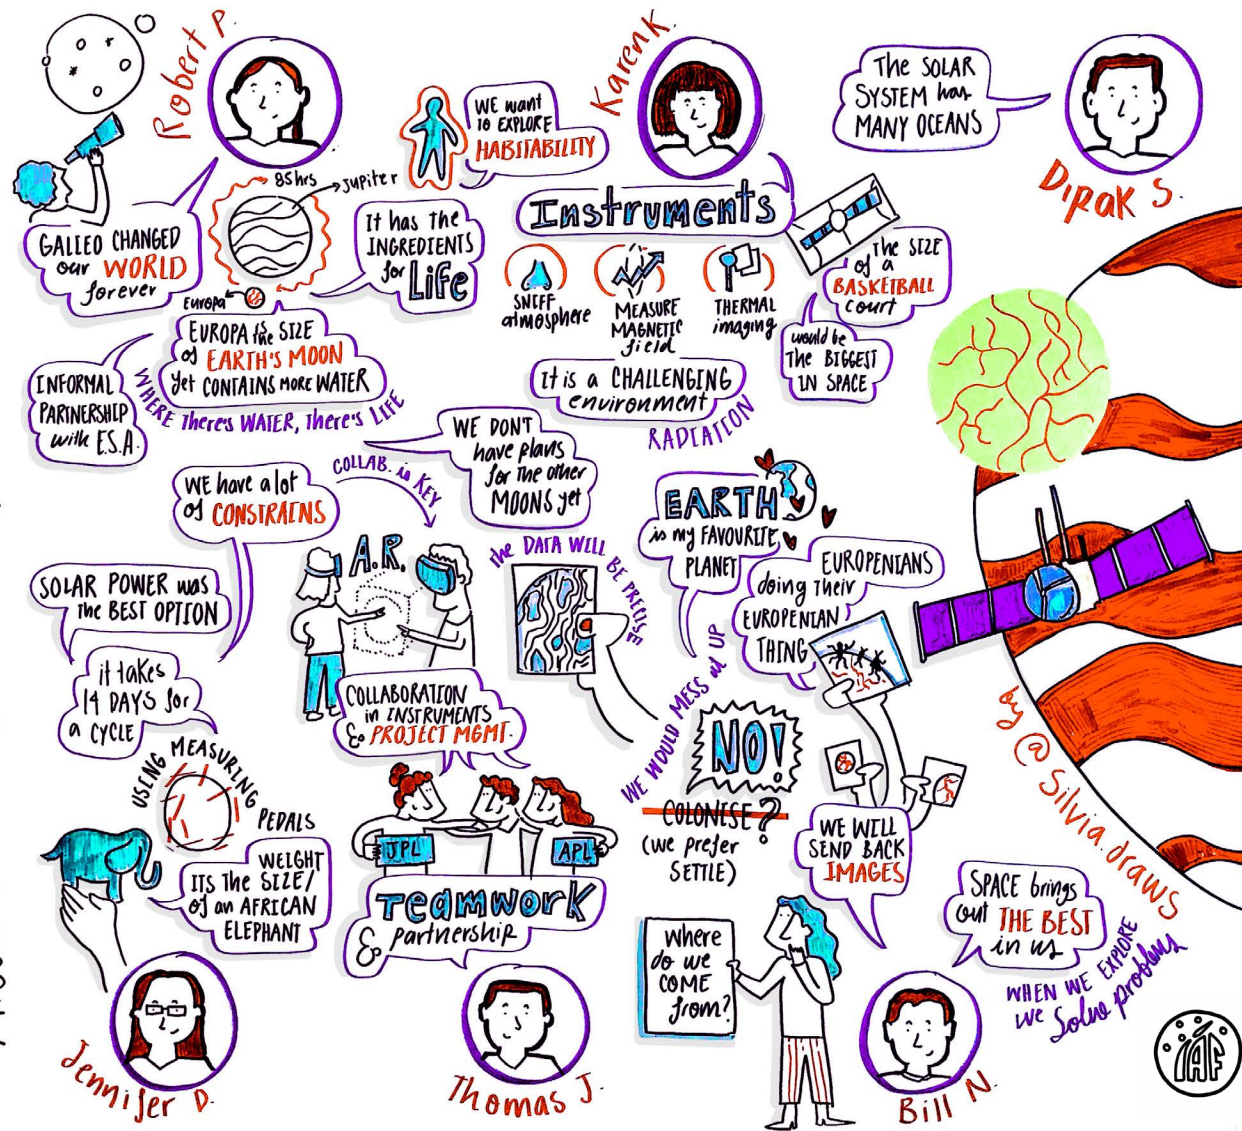 Robert P.
Karen K.
THE SOLAR
SYSTEM has
MANY OCEANS
Dipak S.
WE want
to EXPLORE
HABITABILITY
85hrs
Jupiter
GALLEO CHANGED
our WORLD
forever
It has the
INGREDIENTS
for Life
Europa
Instruments
SNIFF
atmosphere
MEASURE
MAGNETIC
field
THERMAL
imaging
The SIZE
of a
BASKETBALL
court
would be
The BIGGEST
IN SPACE
EUROPA is the SIZE
of EARTH'S MOON
yet CONTAINS MORE WATER
WHERE There's WATER, There's LIFE
INFORMAL
PARTNERSHIP
with E.S.A.
It is a CHALLENGING
environment
RADIATION
WE DON'T
have plans
for the other
MOONS yet
WE have a lot
of CONSTRAINS
COLLAB. is KEY
A.R.
the DATA WILL BE PRECISE
EARTH
is my FAVOURITE
PLANET
EUROPENIANS
doing their
EUROPENIAN
THING
SOLAR POWER was
the BEST OPTION
it takes
14 DAYS for
a CYCLE
COLLABORATION
in INSTRUMENTS
& PROJECT MGMT.
WE WOULD MESS it UP
NO!
COLONISE?
(we prefer
SETTLE)
USING MEASURING PEDALS
WEIGHT
ITS The SIZE/
of an AFRICAN
ELEPHANT
JPL
APL
Teamwork
& partnership
WE WILL
SEND BACK
IMAGES
where
do we
COME
from?
SPACE brings
out THE BEST
in us
WHEN WE EXPLORE
we Solve problems
by @Silvia.draws
Jennifer D.
Thomas J.
Bill N.
IAF